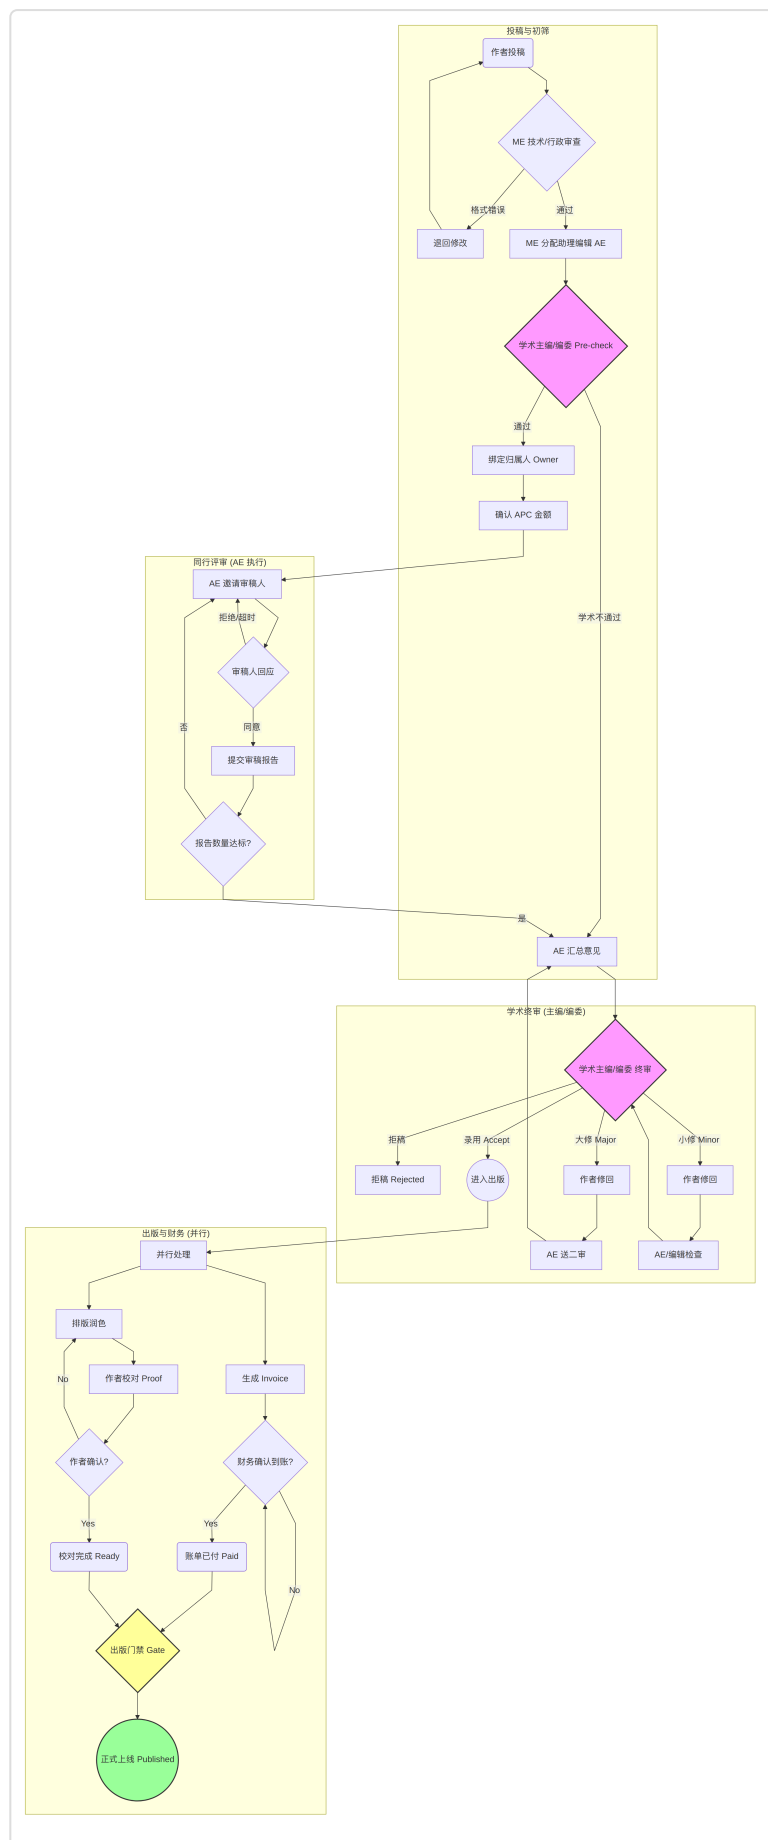 投稿与初筛
作者投稿
ME 技术/行政审查
格式错误
通过
退回修改
ME 分配助理编辑 AE
学术主编/编委 Pre-check
通过
绑定归属人 Owner
确认 APC 金额
同行评审 (AE 执行)
AE 邀请审稿人
拒绝/超时
学术不通过
审稿人回应
否
同意
提交审稿报告
报告数量达标?
是
AE 汇总意见
学术终审 (主编/编委)
学术主编/编委 终审
拒稿
录用 Accept
大修 Major
小修 Minor
拒稿 Rejected
进入出版
作者修回
作者修回
AE 送二审
AE/编辑检查
出版与财务 (并行)
并行处理
排版润色
No
作者校对 Proof
生成 Invoice
作者确认?
财务确认到账?
Yes
Yes
校对完成 Ready
账单已付 Paid
No
出版门禁 Gate
正式上线 Published